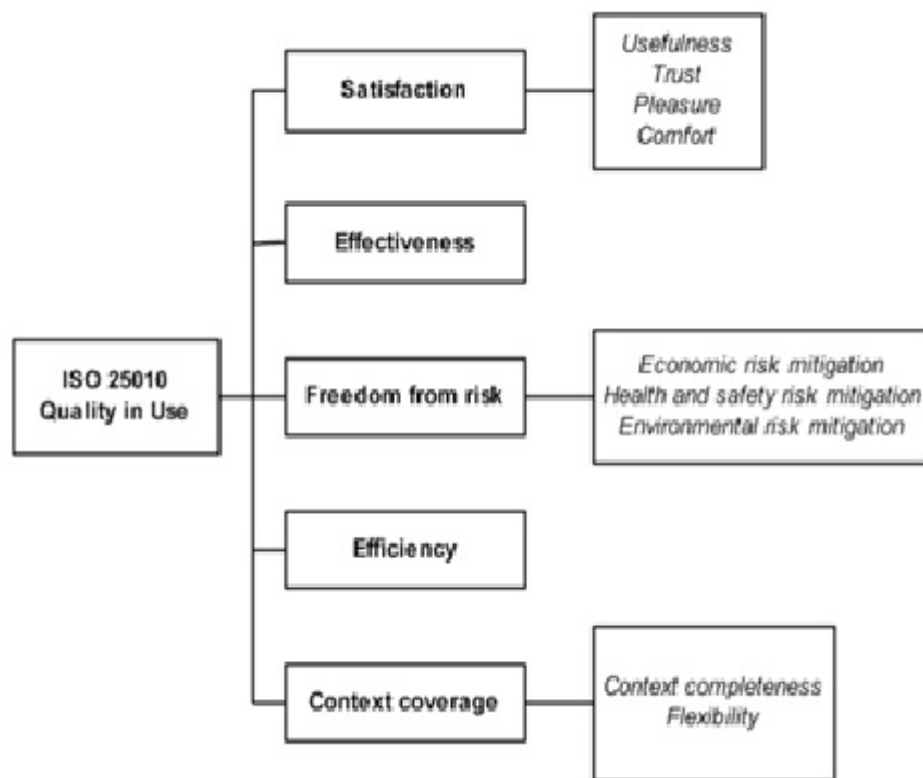 Satisfaction
Usefulness
Trust
Pleasure
Comfort
Effectiveness
ISO 25010
Quality in Use
Freedom from risk
Economic risk mitigation
Health and safety risk mitigation
Environmental risk mitigation
Efficiency
Context coverage
Context completeness
Flexibility